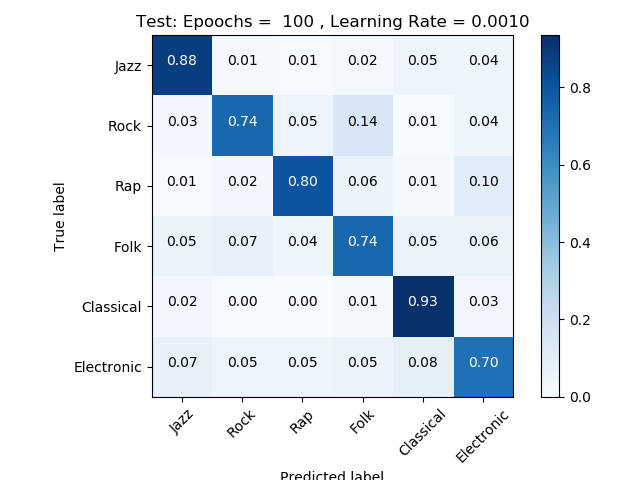 Test: Epoochs =  100 , Learning Rate = 0.0010
True label
Jazz 0.88 0.01 0.01 0.02 0.05 0.04
Rock 0.03 0.74 0.05 0.14 0.01 0.04
Rap 0.01 0.02 0.80 0.06 0.01 0.10
Folk 0.05 0.07 0.04 0.74 0.05 0.06
Classical 0.02 0.00 0.00 0.01 0.93 0.03
Electronic 0.07 0.05 0.05 0.05 0.08 0.70
Jazz Rock Rap Folk Classical Electronic
Predicted label
0.8
0.6
0.4
0.2
0.0